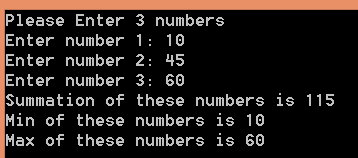 Please Enter 3 numbers
Enter number 1: 10
Enter number 2: 45
Enter number 3: 60
Summation of these numbers is 115
Min of these numbers is 10
Max of these numbers is 60